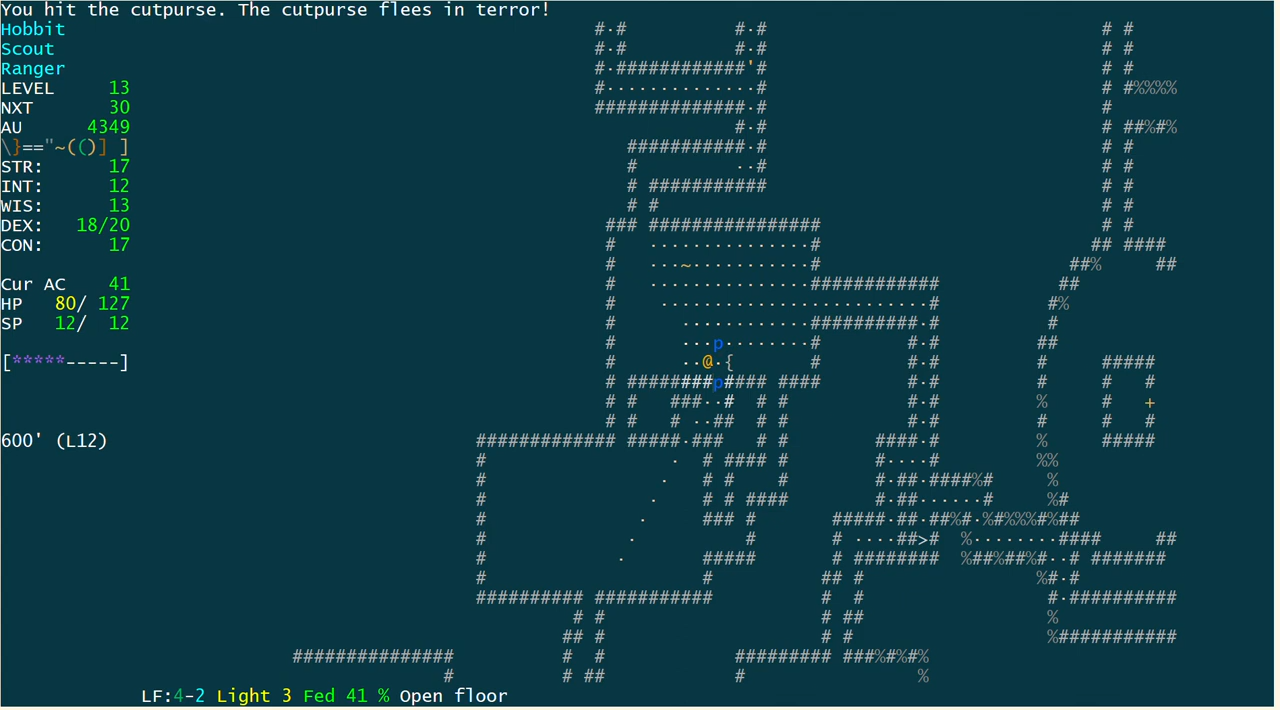 You hit the cutpurse. The cutpurse flees in terror!
Hobbit
Scout
Ranger
LEVEL 13
NXT 30
AU 4349
\}=="~(()] ]
STR: 17
INT: 12
WIS: 13
DEX: 18/20
CON: 17
Cur AC 41
HP 80/ 127
SP 12/ 12
[*****-----]
600' (L12)
LF:4-2 Light 3 Fed 41 % Open floor